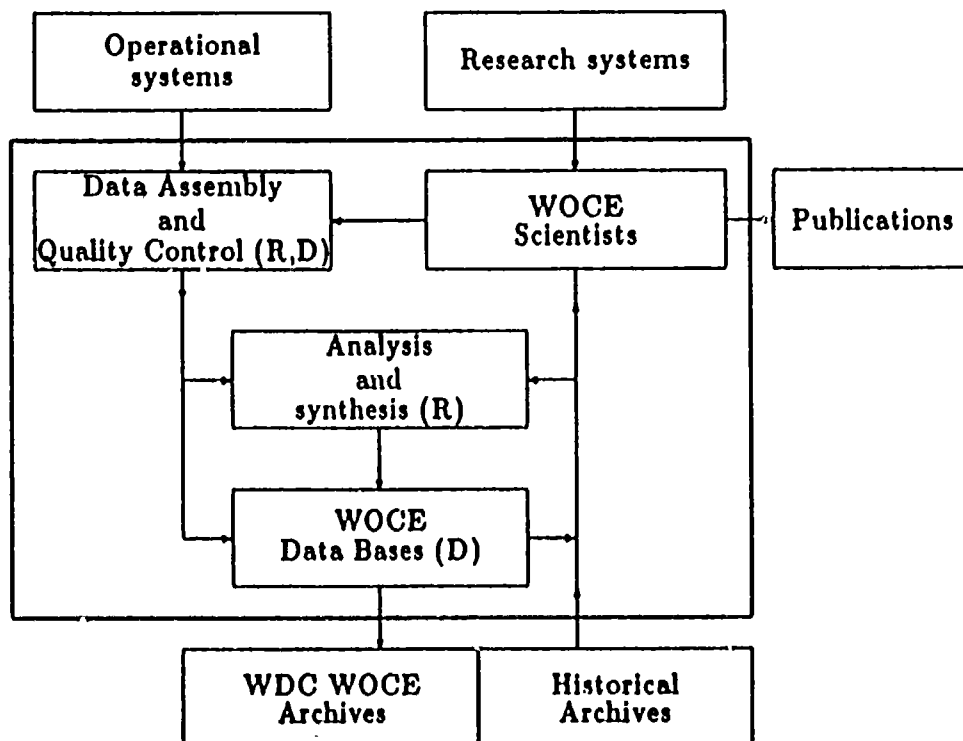 Operational
systems
Research systems
Data Assembly
and
Quality Control (R,D)
WOCE
Scientists
Publications
Analysis
and
synthesis (R)
WOCE
Data Bases (D)
WDC WOCE
Archives
Historical
Archives